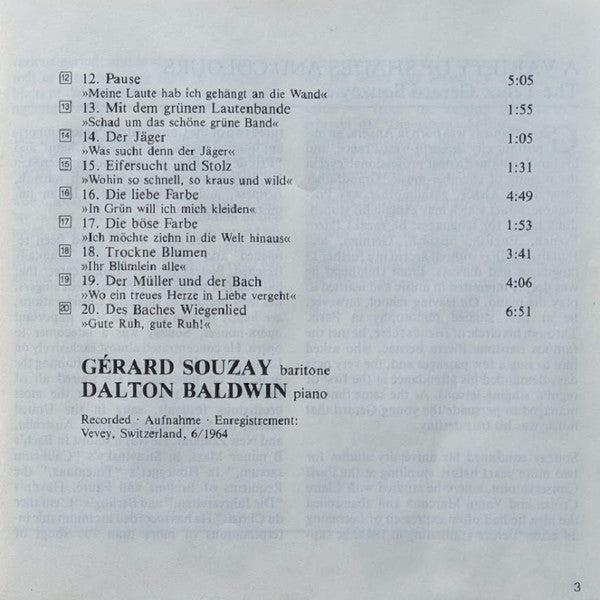 12 12. Pause 5:05
»Meine Laute hab ich gehängt an die Wand«
13 13. Mit dem grünen Lautenbande 1:55
»Schad um das schöne grüne Band«
14 14. Der Jäger 1:05
»Was sucht denn der Jäger«
15 15. Eifersucht und Stolz 1:31
»Wohin so schnell, so kraus und wild«
16 16. Die liebe Farbe 4:49
»In Grün will ich mich kleiden«
17 17. Die böse Farbe 1:53
»Ich möchte ziehn in die Welt hinaus«
18 18. Trockne Blumen 3:41
»Ihr Blümlein alle«
19 19. Der Müller und der Bach 4:06
»Wo ein treues Herze in Liebe vergeht«
20 20. Des Baches Wiegenlied 6:51
»Gute Ruh, gute Ruh!«
GÉRARD SOUZAY baritone
DALTON BALDWIN piano
Recorded · Aufnahme · Enregistrement:
Vevey, Switzerland, 6/1964
3